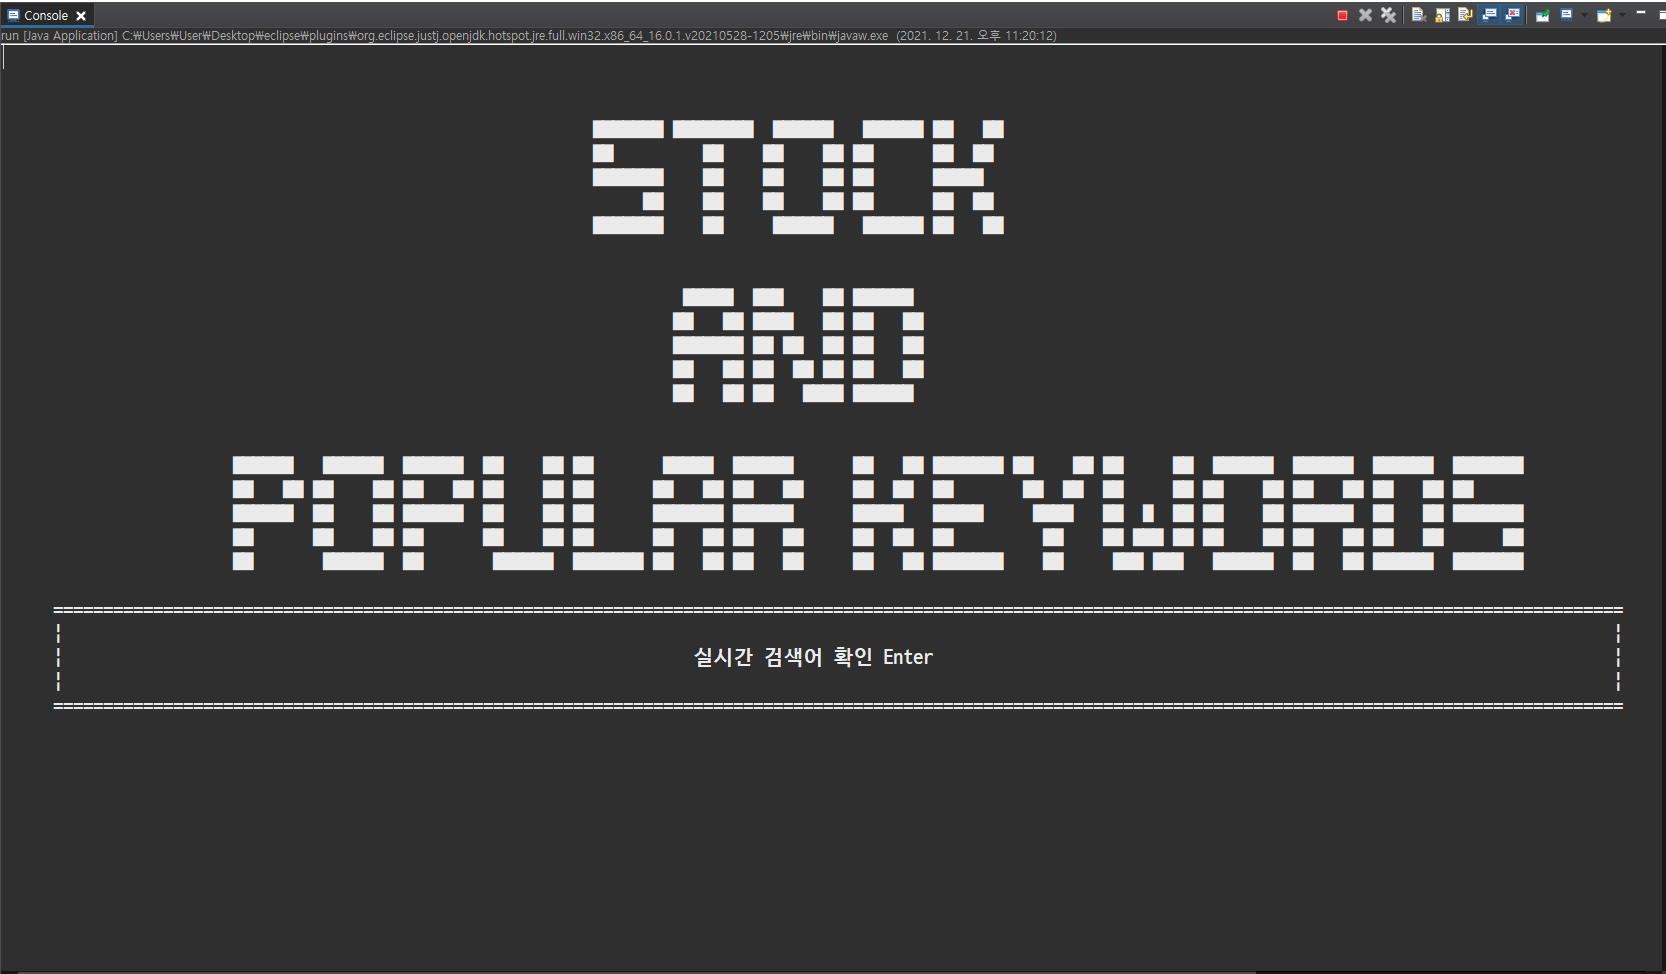 Console
run [Java Application] C:₩Users₩User₩Desktop₩eclipse₩plugins₩org.eclipse.justj.openjdk.hotspot.jre.full.win32.x86_64_16.0.1.v20210528-1205₩jre₩bin₩javaw.exe (2021. 12. 21. 오후 11:20:12)
STOCK
AND
POPULAR KEYWORDS
실시간 검색어 확인 Enter